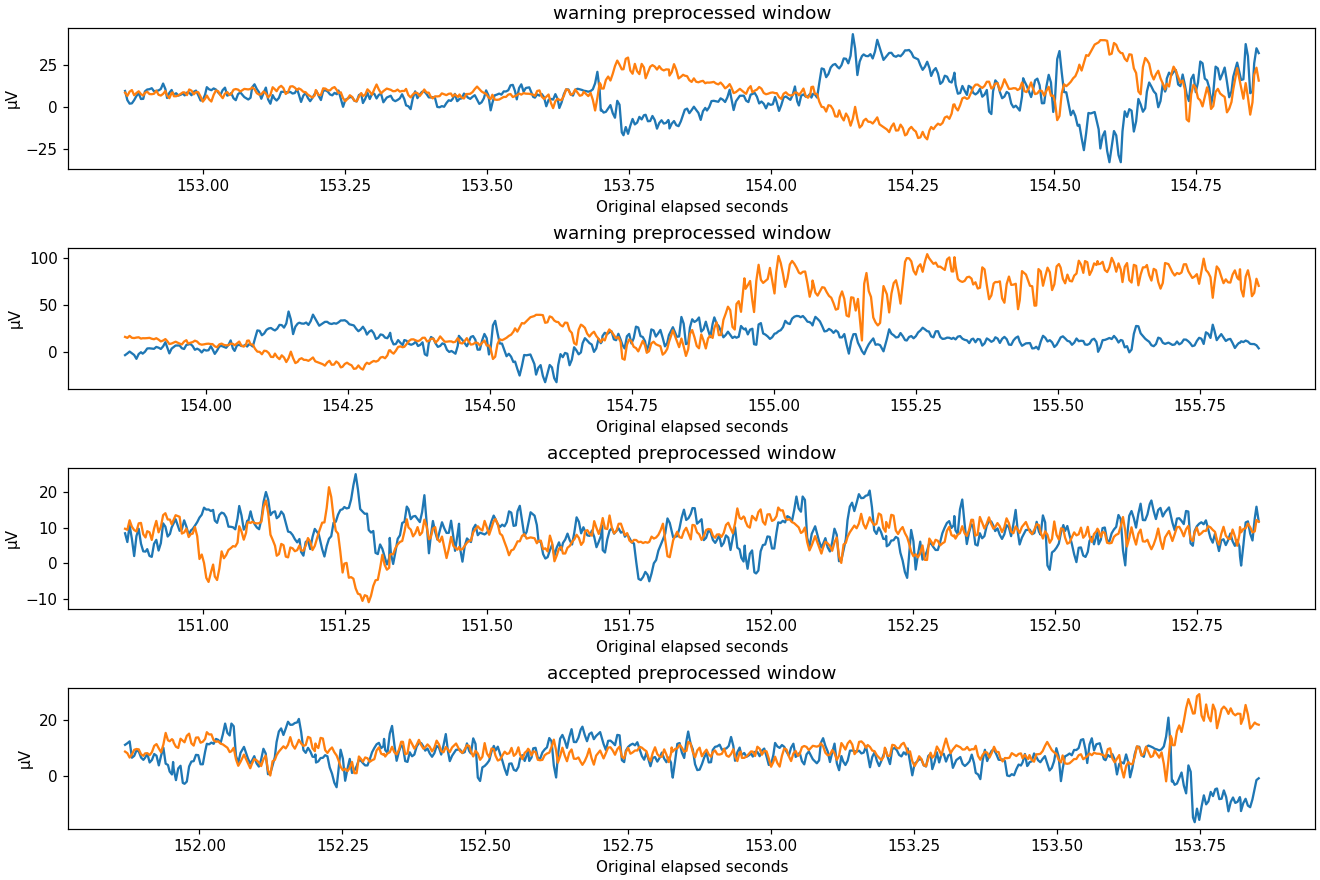 warning preprocessed window
25
0
−25
µV
153.00 153.25 153.50 153.75 154.00 154.25 154.50 154.75
Original elapsed seconds
warning preprocessed window
100
50
0
µV
154.00 154.25 154.50 154.75 155.00 155.25 155.50 155.75
Original elapsed seconds
accepted preprocessed window
20
10
0
−10
µV
151.00 151.25 151.50 151.75 152.00 152.25 152.50 152.75
Original elapsed seconds
accepted preprocessed window
20
0
µV
152.00 152.25 152.50 152.75 153.00 153.25 153.50 153.75
Original elapsed seconds